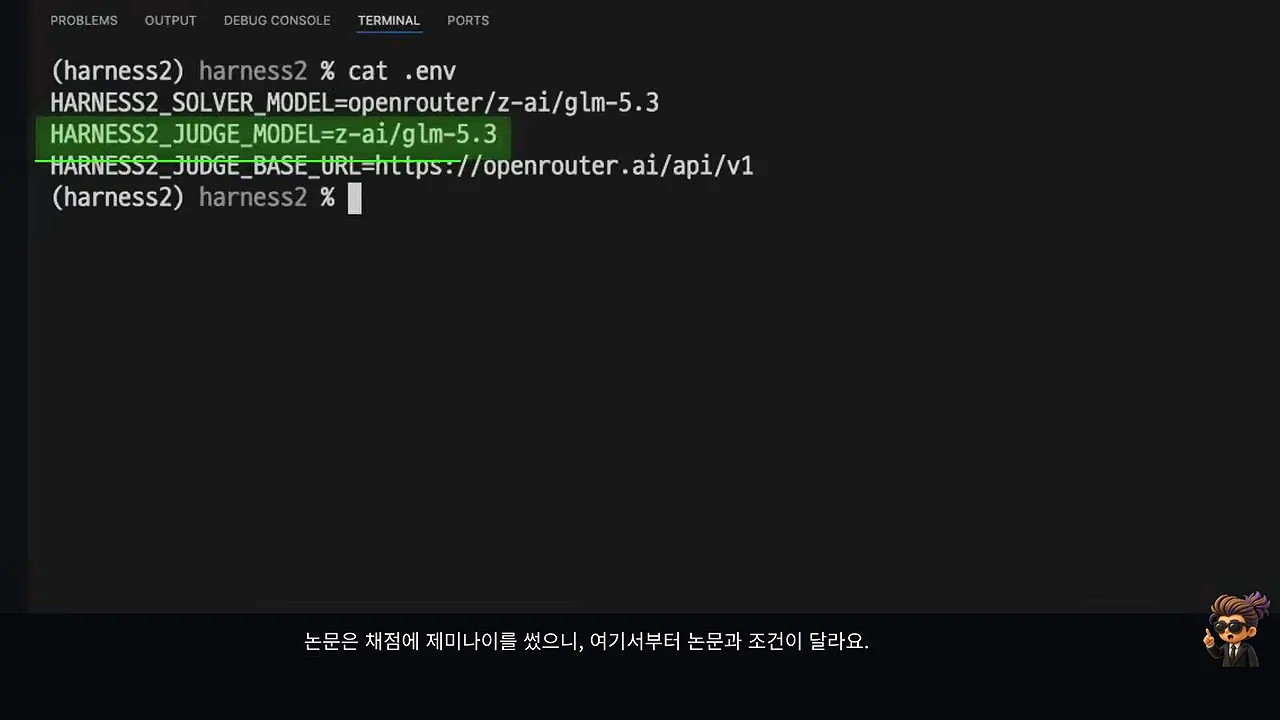 PROBLEMS OUTPUT DEBUG CONSOLE TERMINAL PORTS
(harness2) harness2 % cat .env
HARNESS2_SOLVER_MODEL=openrouter/z-ai/glm-5.3
HARNESS2_JUDGE_MODEL=z-ai/glm-5.3
HARNESS2_JUDGE_BASE_URL=https://openrouter.ai/api/v1
(harness2) harness2 %
논문은 채점에 제미나이를 썼으니, 여기서부터 논문과 조건이 달라요.